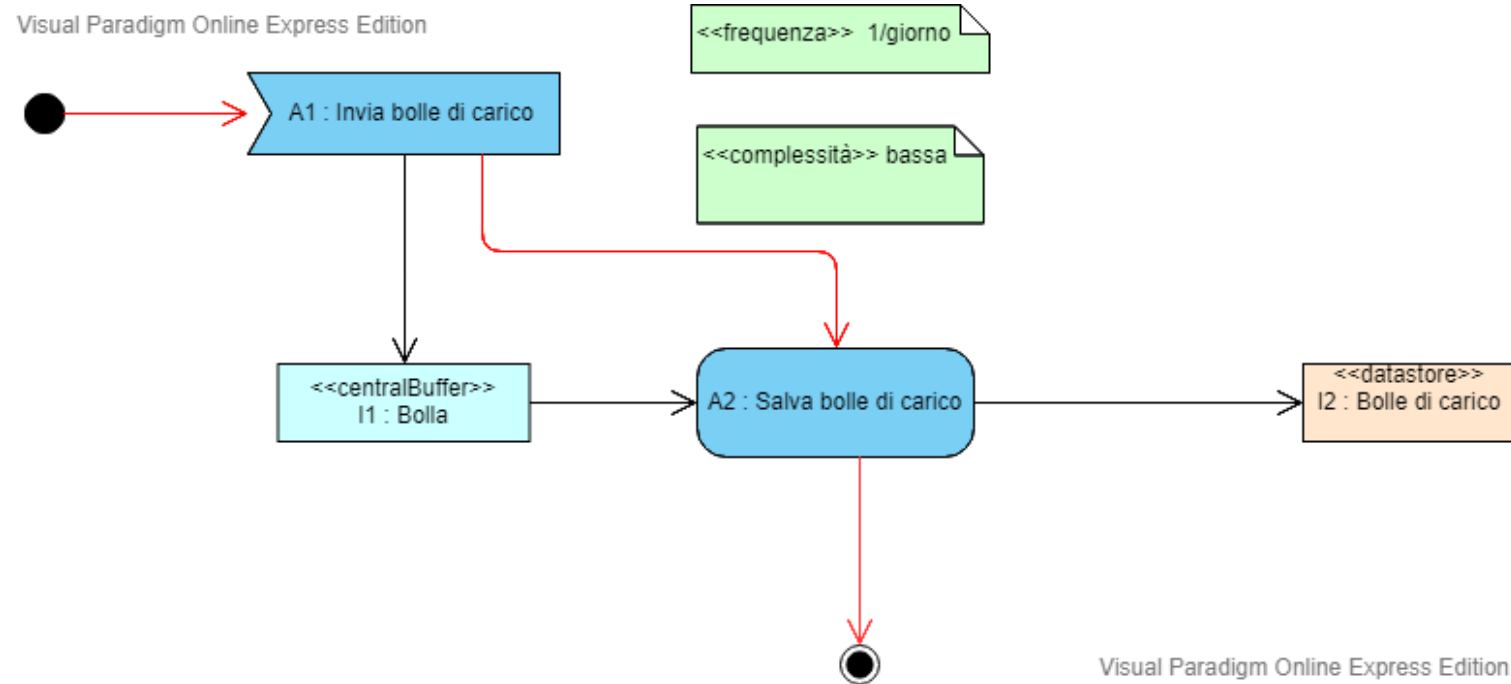 Visual Paradigm Online Express Edition
<<frequenza>> 1/giorno
A1 : Invia bolle di carico
<<complessità>> bassa
<<centralBuffer>>
I1 : Bolla
A2 : Salva bolle di carico
<<datastore>>
I2 : Bolle di carico
Visual Paradigm Online Express Edition